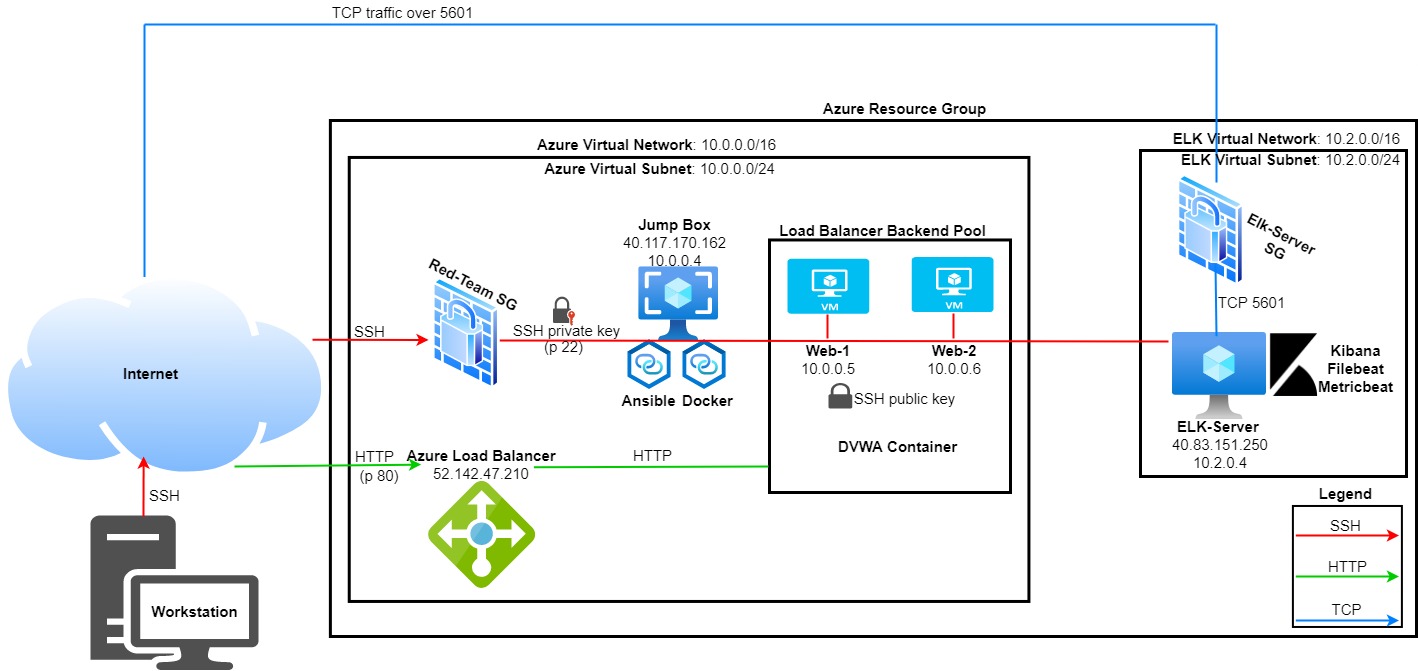 TCP traffic over 5601
Azure Resource Group
Azure Virtual Network: 10.0.0.0/16
Azure Virtual Subnet: 10.0.0.0/24
ELK Virtual Network: 10.2.0.0/16
ELK Virtual Subnet: 10.2.0.0/24
Internet
SSH
Red-Team SG
SSH private key
(p 22)
Jump Box
40.117.170.162
10.0.0.4
Ansible
Docker
Load Balancer Backend Pool
VM
VM
Web-1
10.0.0.5
Web-2
10.0.0.6
SSH public key
DVWA Container
Elk-Server
SG
TCP 5601
Kibana
Filebeat
Metricbeat
ELK-Server
40.83.151.250
10.2.0.4
HTTP
(p 80)
Azure Load Balancer
52.142.47.210
HTTP
SSH
Workstation
Legend
SSH
HTTP
TCP